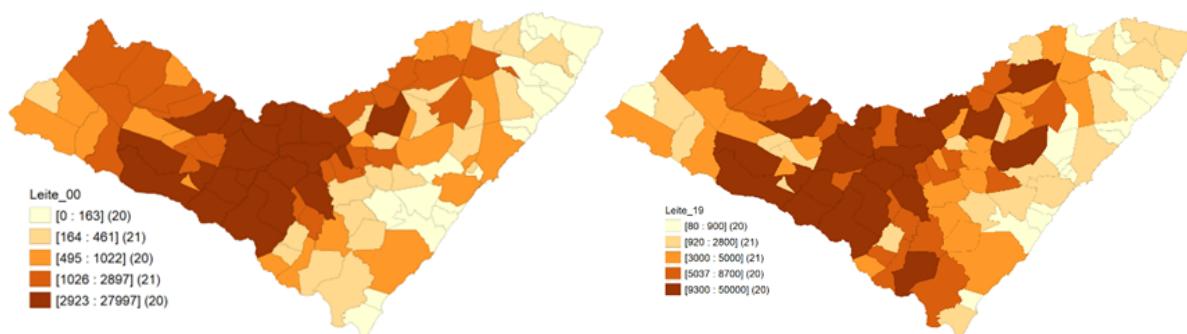 Leite_00
[0 : 163] (20)
[164 : 461] (21)
[495 : 1022] (20)
[1026 : 2897] (21)
[2923 : 27997] (20)
Leite_19
[80 : 900] (20)
[920 : 2800] (21)
[3000 : 5000] (21)
[5037 : 8700] (20)
[9300 : 50000] (20)